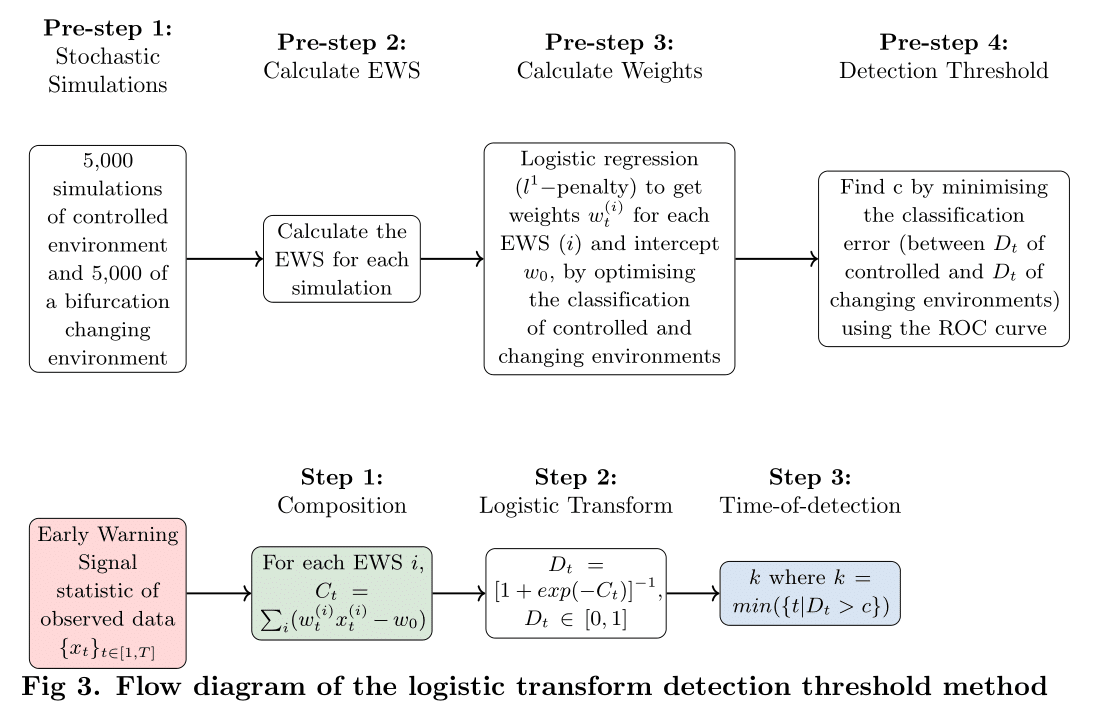 Pre-step 1:
Stochastic
Simulations
Pre-step 2:
Calculate EWS
Pre-step 3:
Calculate Weights
Pre-step 4:
Detection Threshold
5,000
simulations
of controlled
environment
and 5,000 of
a bifurcation
changing
environment
Calculate the
EWS for each
simulation
Logistic regression
(l¹−penalty) to get
weights w_t^{(i)} for each
EWS (i) and intercept
w₀, by optimising
the classification
of controlled and
changing environments
Find c by minimising
the classification
error (between D_t of
controlled and D_t of
changing environments)
using the ROC curve
Step 1:
Composition
Step 2:
Logistic Transform
Step 3:
Time-of-detection
Early Warning
Signal
statistic of
observed data
{x_t}_{t∈[1,T]}
For each EWS i,
C_t =
∑_i(w_t^{(i)} x_t^{(i)} − w₀)
D_t =
[1 + exp(−C_t)]^{−1},
D_t ∈ [0, 1]
k where k =
min({t|D_t > c})
Fig 3. Flow diagram of the logistic transform detection threshold method